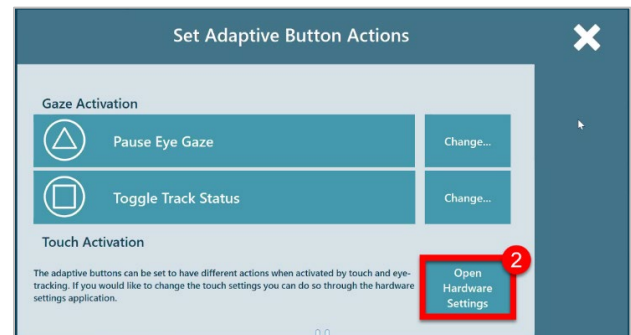 Set Adaptive Button Actions
Gaze Activation
Pause Eye Gaze
Change...
Toggle Track Status
Change...
Touch Activation
The adaptive buttons can be set to have different actions when activated by touch and eye-
tracking. If you would like to change the touch settings you can do so through the hardware
settings application.
2
Open
Hardware
Settings